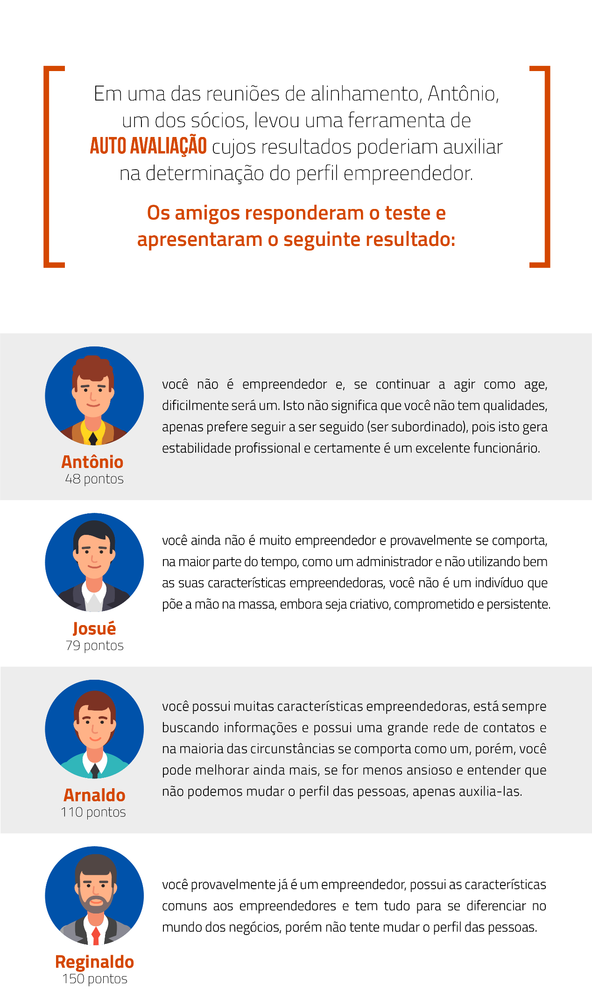 Em uma das reuniões de alinhamento, Antônio,
um dos sócios, levou uma ferramenta de
AUTO AVALIAÇÃO cujos resultados poderiam auxiliar
na determinação do perfil empreendedor.
Os amigos responderam o teste e
apresentaram o seguinte resultado:
você não é empreendedor e, se continuar a agir como age,
dificilmente será um. Isto não significa que você não tem qualidades,
apenas prefere seguir a ser seguido (ser subordinado), pois isto gera
estabilidade profissional e certamente é um excelente funcionário.
Antônio
48 pontos
você ainda não é muito empreendedor e provavelmente se comporta,
na maior parte do tempo, como um administrador e não utilizando bem
as suas características empreendedoras, você não é um indivíduo que
põe a mão na massa, embora seja criativo, comprometido e persistente.
Josué
79 pontos
você possui muitas características empreendedoras, está sempre
buscando informações e possui uma grande rede de contatos e
na maioria das circunstâncias se comporta como um, porém, você
pode melhorar ainda mais, se for menos ansioso e entender que
não podemos mudar o perfil das pessoas, apenas auxilia-las.
Arnaldo
110 pontos
você provavelmente já é um empreendedor, possui as características
comuns aos empreendedores e tem tudo para se diferenciar no
mundo dos negócios, porém não tente mudar o perfil das pessoas.
Reginaldo
150 pontos